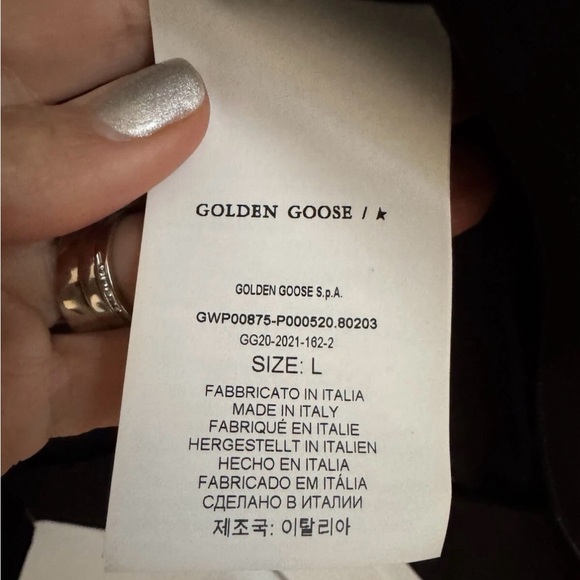 GOLDEN GOOSE / ★
GOLDEN GOOSE S.p.A.
GWP00875-P000520.80203
GG20-2021-162-2
SIZE: L
FABBRICATO IN ITALIA
MADE IN ITALY
FABRIQUÉ EN ITALIE
HERGESTELLT IN ITALIEN
HECHO EN ITALIA
FABRICADO EM ITÁLIA
СДЕЛАНО В ИТАЛИИ
제조국: 이탈리아